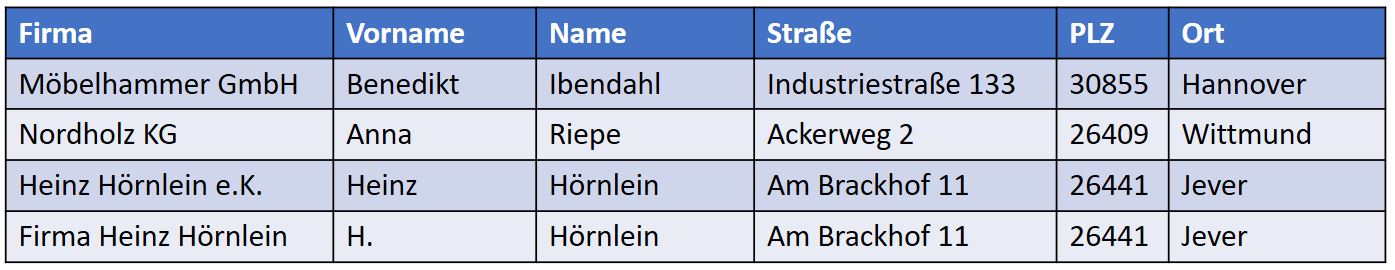 Firma Vorname Name Straße PLZ Ort
Möbelhammer GmbH Benedikt Ibendahl Industriestraße 133 30855 Hannover
Nordholz KG Anna Riepe Ackerweg 2 26409 Wittmund
Heinz Hörnlein e.K. Heinz Hörnlein Am Brackhof 11 26441 Jever
Firma Heinz Hörnlein H. Hörnlein Am Brackhof 11 26441 Jever